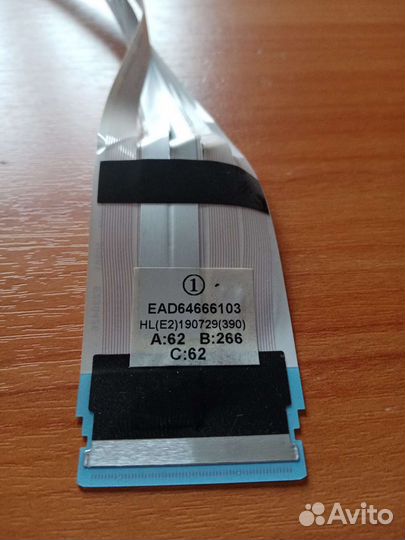 ①
EAD64666103
HL(E2)190729(390)
A:62 B:266
C:62
Avito